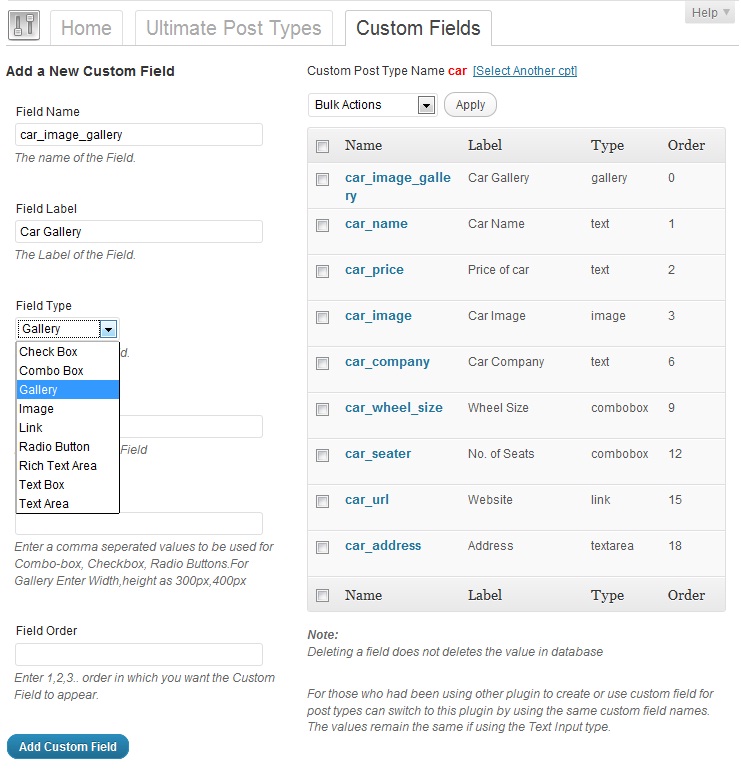 Home
Ultimate Post Types
Custom Fields
Help
Add a New Custom Field
Field Name
car_image_gallery
The name of the Field.
Field Label
Car Gallery
The Label of the Field.
Field Type
Gallery
Check Box
d.
Combo Box
Gallery
Image
Link
Radio Button
Field
Rich Text Area
Text Box
Text Area
Enter a comma seperated values to be used for
Combo-box, Checkbox, Radio Buttons.For
Gallery Enter Width,height as 300px,400px
Field Order
Enter 1,2,3.. order in which you want the Custom
Field to appear.
Add Custom Field
Custom Post Type Name car [Select Another cpt]
Bulk Actions
Apply
Name Label Type Order
car_image_galle Car Gallery gallery 0
ry
car_name Car Name text 1
car_price Price of car text 2
car_image Car Image image 3
car_company Car Company text 6
car_wheel_size Wheel Size combobox 9
car_seater No. of Seats combobox 12
car_url Website link 15
car_address Address textarea 18
Name Label Type Order
Note:
Deleting a field does not deletes the value in database
For those who had been using other plugin to create or use custom field for
post types can switch to this plugin by using the same custom field names.
The values remain the same if using the Text Input type.